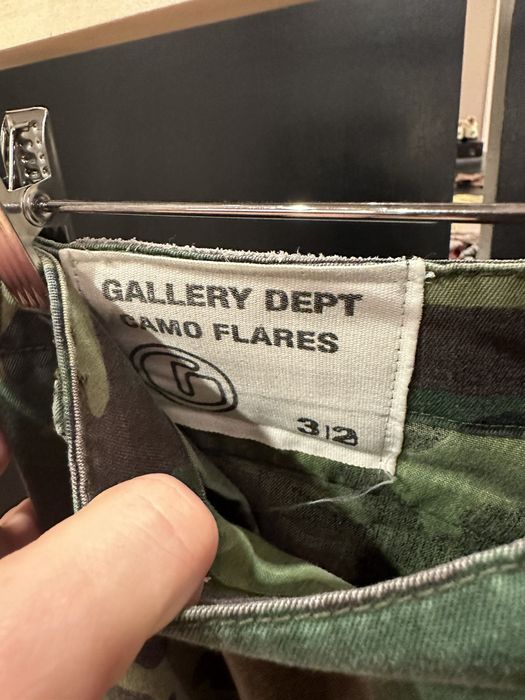 GALLERY DEPT
CAMO FLARES
G
32